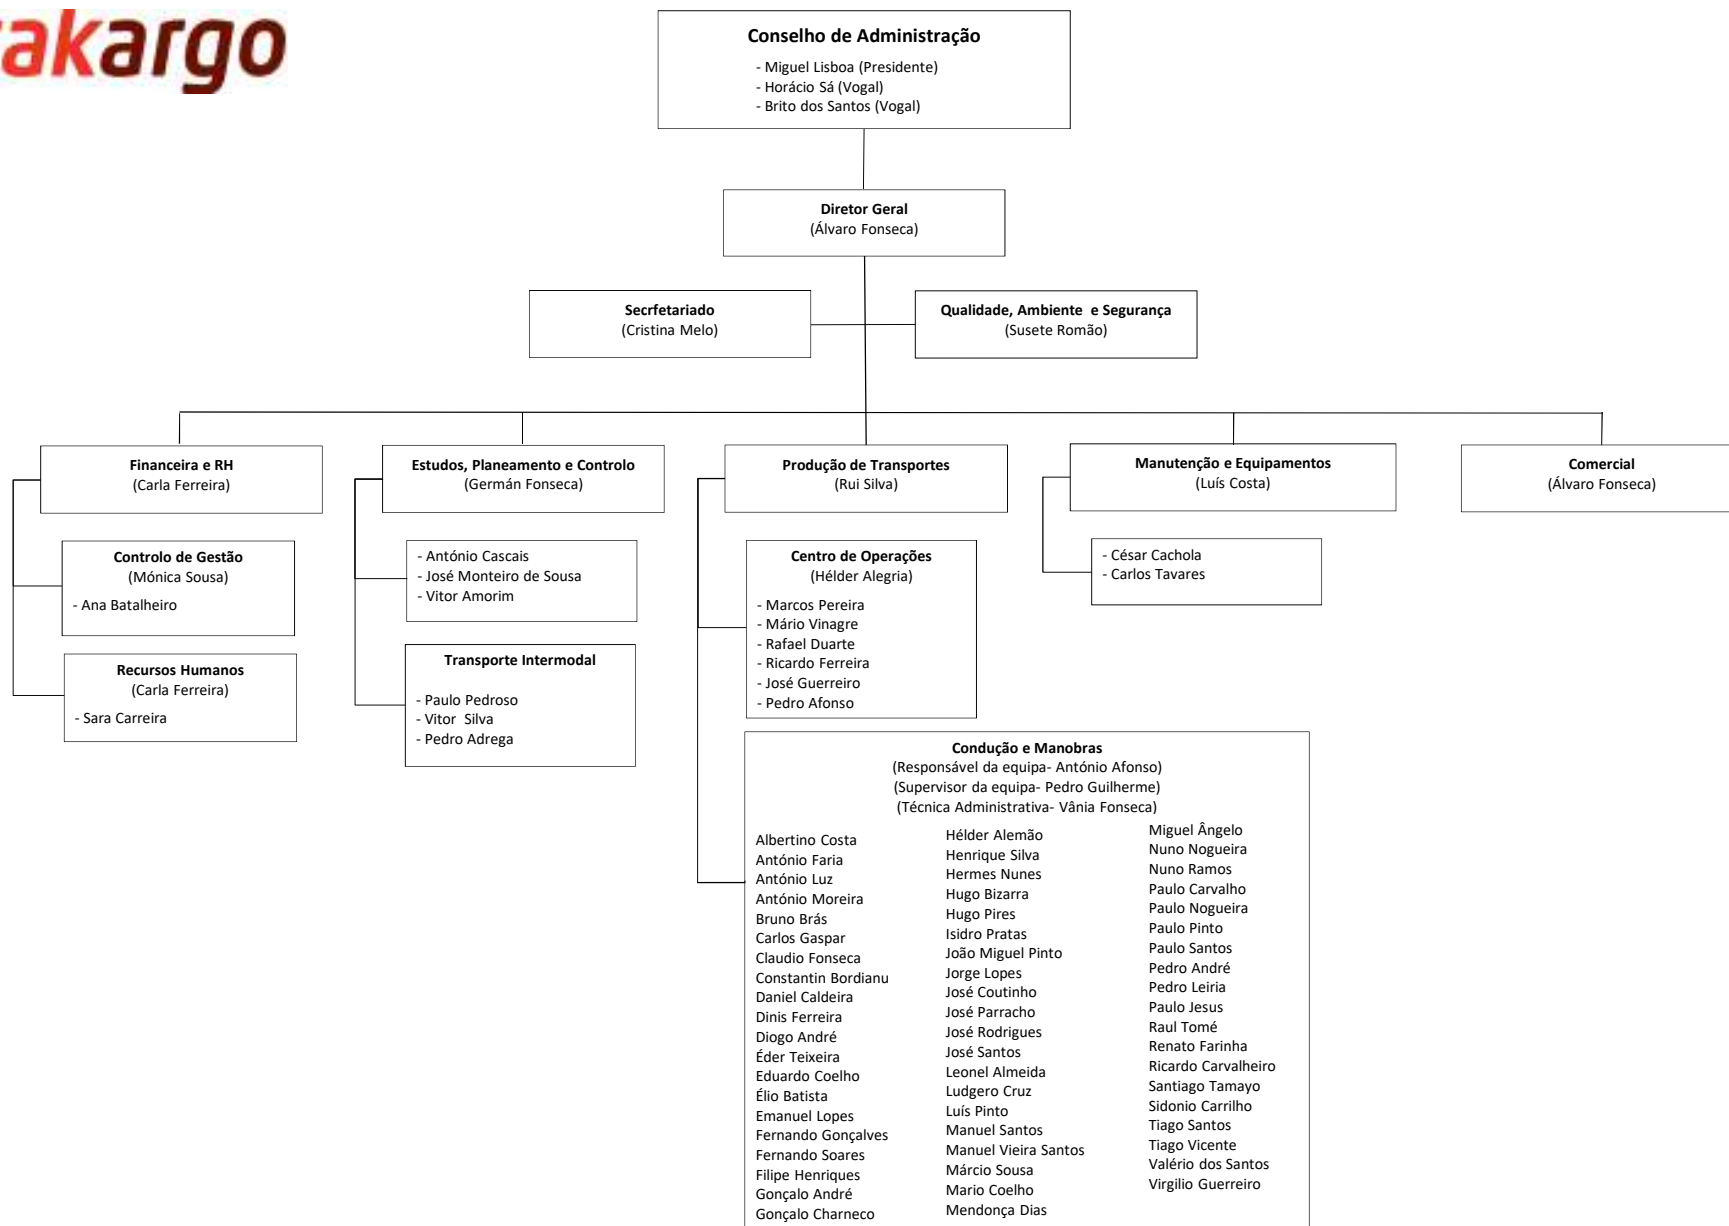 akargo
Conselho de Administração
- Miguel Lisboa (Presidente)
- Horácio Sá (Vogal)
- Brito dos Santos (Vogal)
Diretor Geral
(Álvaro Fonseca)
Secrfetariado
(Cristina Melo)
Qualidade, Ambiente e Segurança
(Susete Romão)
Financeira e RH
(Carla Ferreira)
Controlo de Gestão
(Mónica Sousa)
- Ana Batalheiro
Recursos Humanos
(Carla Ferreira)
- Sara Carreira
Estudos, Planeamento e Controlo
(Germán Fonseca)
- António Cascais
- José Monteiro de Sousa
- Vitor Amorim
Transporte Intermodal
- Paulo Pedroso
- Vitor Silva
- Pedro Adrega
Produção de Transportes
(Rui Silva)
Centro de Operações
(Hélder Alegria)
- Marcos Pereira
- Mário Vinagre
- Rafael Duarte
- Ricardo Ferreira
- José Guerreiro
- Pedro Afonso
Condução e Manobras
(Responsável da equipa- António Afonso)
(Supervisor da equipa- Pedro Guilherme)
(Técnica Administrativa- Vânia Fonseca)
Albertino Costa
António Faria
António Luz
António Moreira
Bruno Brás
Carlos Gaspar
Claudio Fonseca
Constantin Bordianu
Daniel Caldeira
Dinis Ferreira
Diogo André
Éder Teixeira
Eduardo Coelho
Élio Batista
Emanuel Lopes
Fernando Gonçalves
Fernando Soares
Filipe Henriques
Gonçalo André
Gonçalo Charneco
Hélder Alemão
Henrique Silva
Hermes Nunes
Hugo Bizarra
Hugo Pires
Isidro Pratas
João Miguel Pinto
Jorge Lopes
José Coutinho
José Parracho
José Rodrigues
José Santos
Leonel Almeida
Ludgero Cruz
Luís Pinto
Manuel Santos
Manuel Vieira Santos
Márcio Sousa
Mario Coelho
Mendonça Dias
Miguel Ângelo
Nuno Nogueira
Nuno Ramos
Paulo Carvalho
Paulo Nogueira
Paulo Pinto
Paulo Santos
Pedro André
Pedro Leiria
Paulo Jesus
Raul Tomé
Renato Farinha
Ricardo Carvalheiro
Santiago Tamayo
Sidonio Carrilho
Tiago Santos
Tiago Vicente
Valério dos Santos
Virgilio Guerreiro
Manutenção e Equipamentos
(Luís Costa)
- César Cachola
- Carlos Tavares
Comercial
(Álvaro Fonseca)